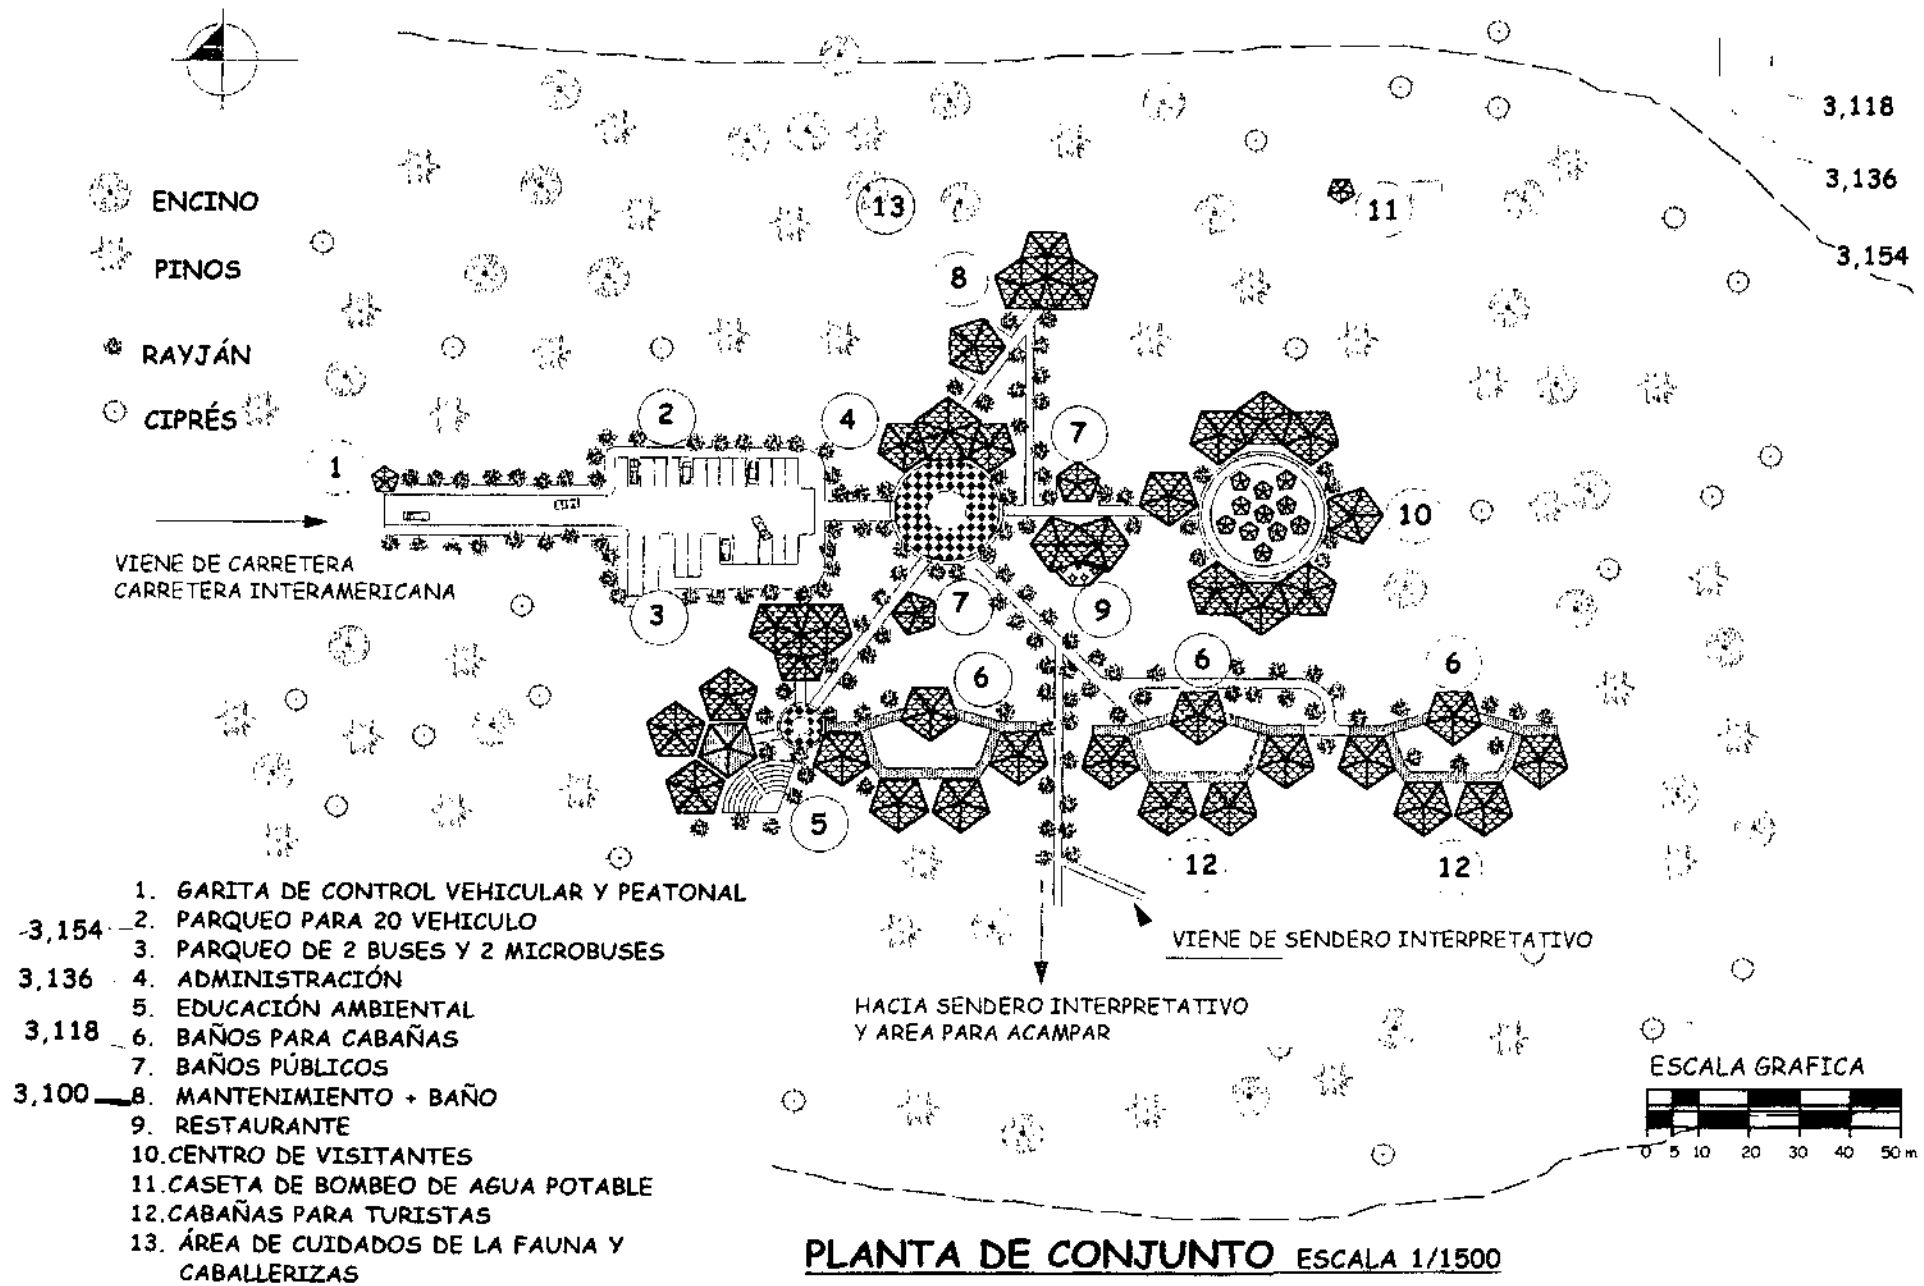 3,118
3,136
3,154
ENCINO
PINOS
RAYJÁN
CIPRÉS
13
11
8
2
4
7
1
10
VIENE DE CARRETERA
CARRETERA INTERAMERICANA
3
7
9
6
6
6
5
12
12
1. GARITA DE CONTROL VEHICULAR Y PEATONAL
2. PARQUEO PARA 20 VEHICULO
3. PARQUEO DE 2 BUSES Y 2 MICROBUSES
4. ADMINISTRACIÓN
5. EDUCACIÓN AMBIENTAL
6. BAÑOS PARA CABAÑAS
7. BAÑOS PÚBLICOS
8. MANTENIMIENTO + BAÑO
9. RESTAURANTE
10.CENTRO DE VISITANTES
11.CASETA DE BOMBEO DE AGUA POTABLE
12.CABAÑAS PARA TURISTAS
13. ÁREA DE CUIDADOS DE LA FAUNA Y
CABALLERIZAS
3,154
3,136
3,118
3,100
VIENE DE SENDERO INTERPRETATIVO
HACIA SENDERO INTERPRETATIVO
Y AREA PARA ACAMPAR
ESCALA GRAFICA
0 5 10 20 30 40 50 m
PLANTA DE CONJUNTO ESCALA 1/1500